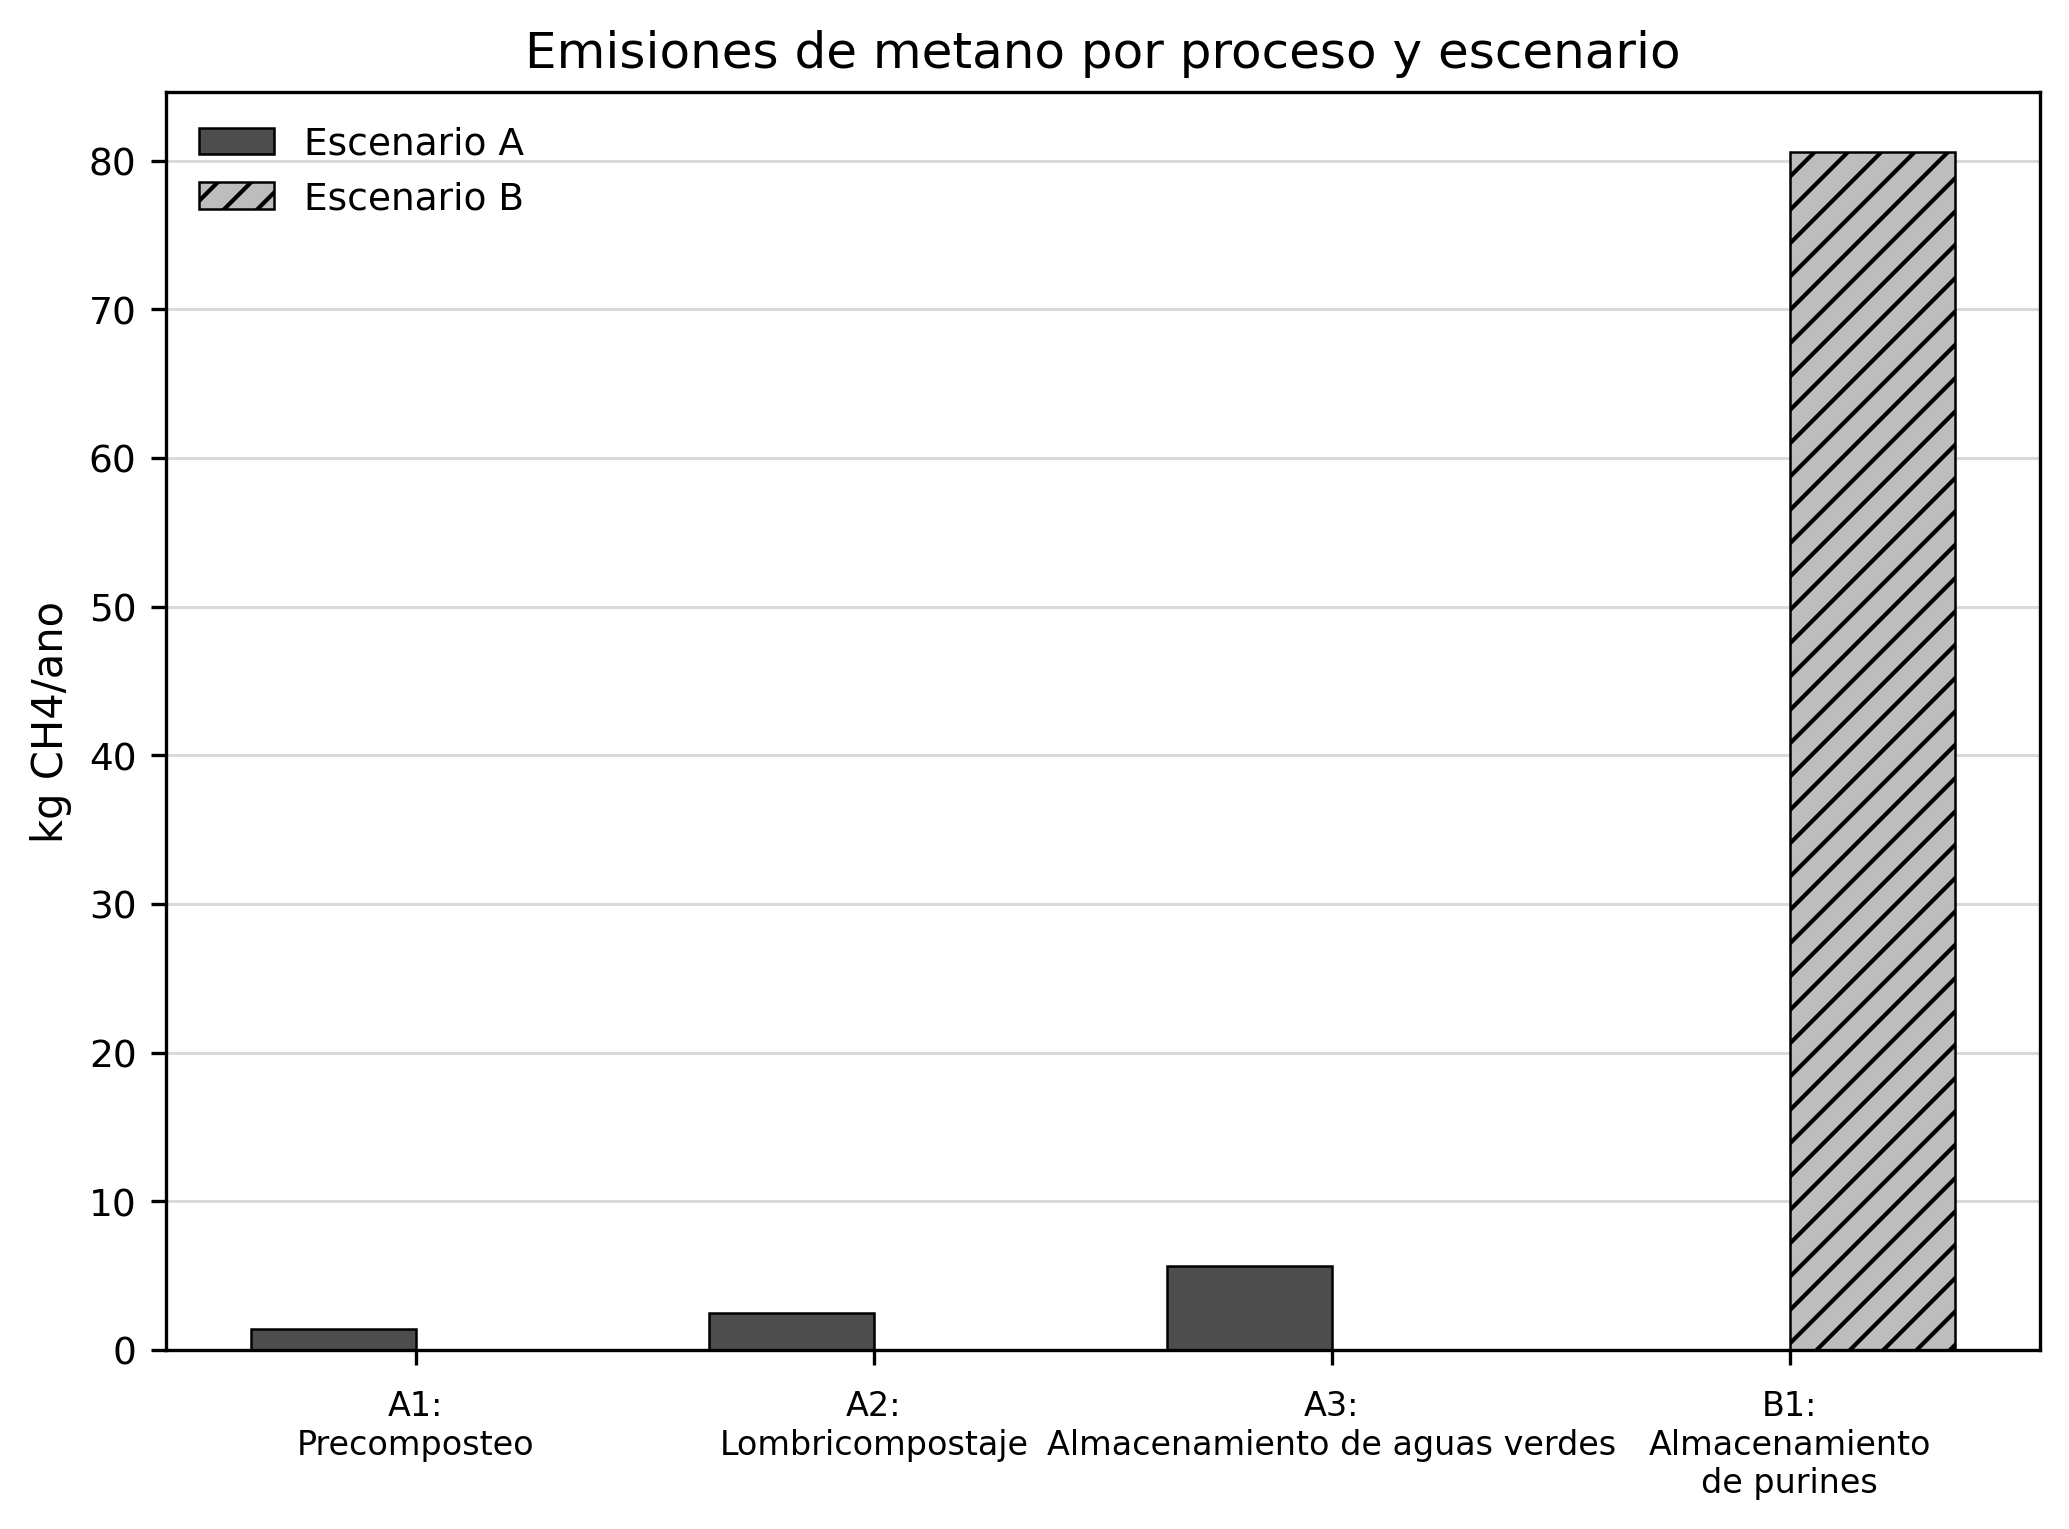 Emisiones de metano por proceso y escenario
Escenario A
Escenario B
kg CH4/ano
80
70
60
50
40
30
20
10
0
A1:
Precomposteo
A2:
Lombricompostaje
A3:
Almacenamiento de aguas verdes
B1:
Almacenamiento
de purines